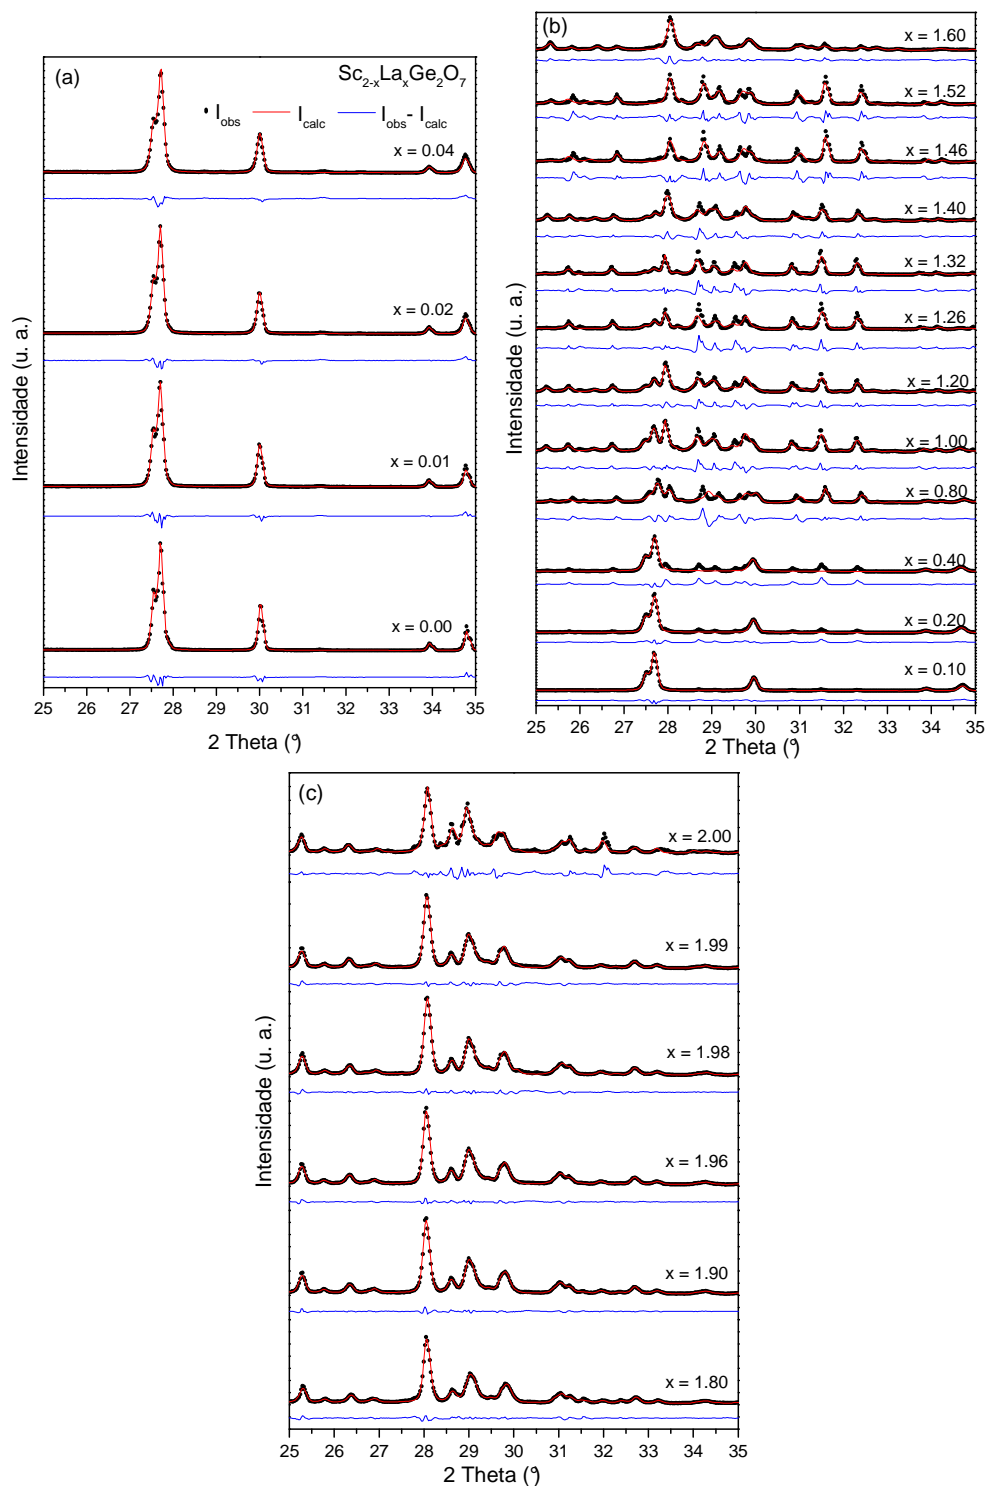 (a)
Sc2-xLaxGe2O7
Iobs Icalc Iobs- Icalc
x = 0.04
x = 0.02
x = 0.01
x = 0.00
Intensidade (u. a.)
25 26 27 28 29 30 31 32 33 34 35
2 Theta (°)
(b)
x = 1.60
x = 1.52
x = 1.46
x = 1.40
x = 1.32
x = 1.26
x = 1.20
x = 1.00
x = 0.80
x = 0.40
x = 0.20
x = 0.10
Intensidade (u. a.)
25 26 27 28 29 30 31 32 33 34 35
2 Theta (°)
(c)
x = 2.00
x = 1.99
x = 1.98
x = 1.96
x = 1.90
x = 1.80
Intensidade (u. a.)
25 26 27 28 29 30 31 32 33 34 35
2 Theta (°)